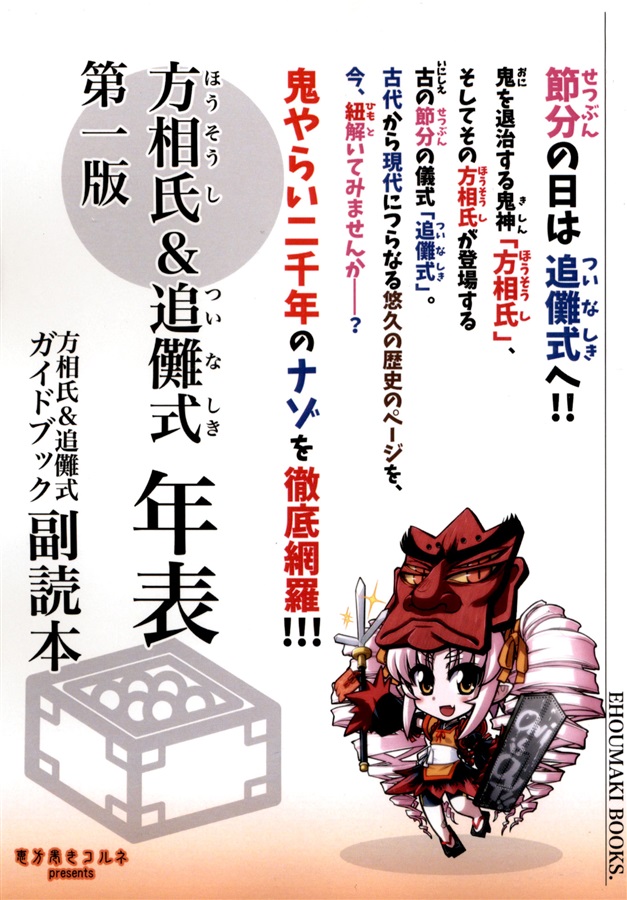 節分の日は追儺式へ!!
鬼を退治する鬼神「方相氏」、
そしてその方相氏が登場する
古の節分の儀式「追儺式」。
古代から現代につらなる悠久の歴史のページを、
今、紐解いてみませんか――?
鬼やらい二千年のナゾを徹底網羅!!!
方相氏&追儺式 年表
第一版
方相氏&追儺式
ガイドブック 副読本
EHOUMAKI BOOKS.
恵方巻きコルネ
presents